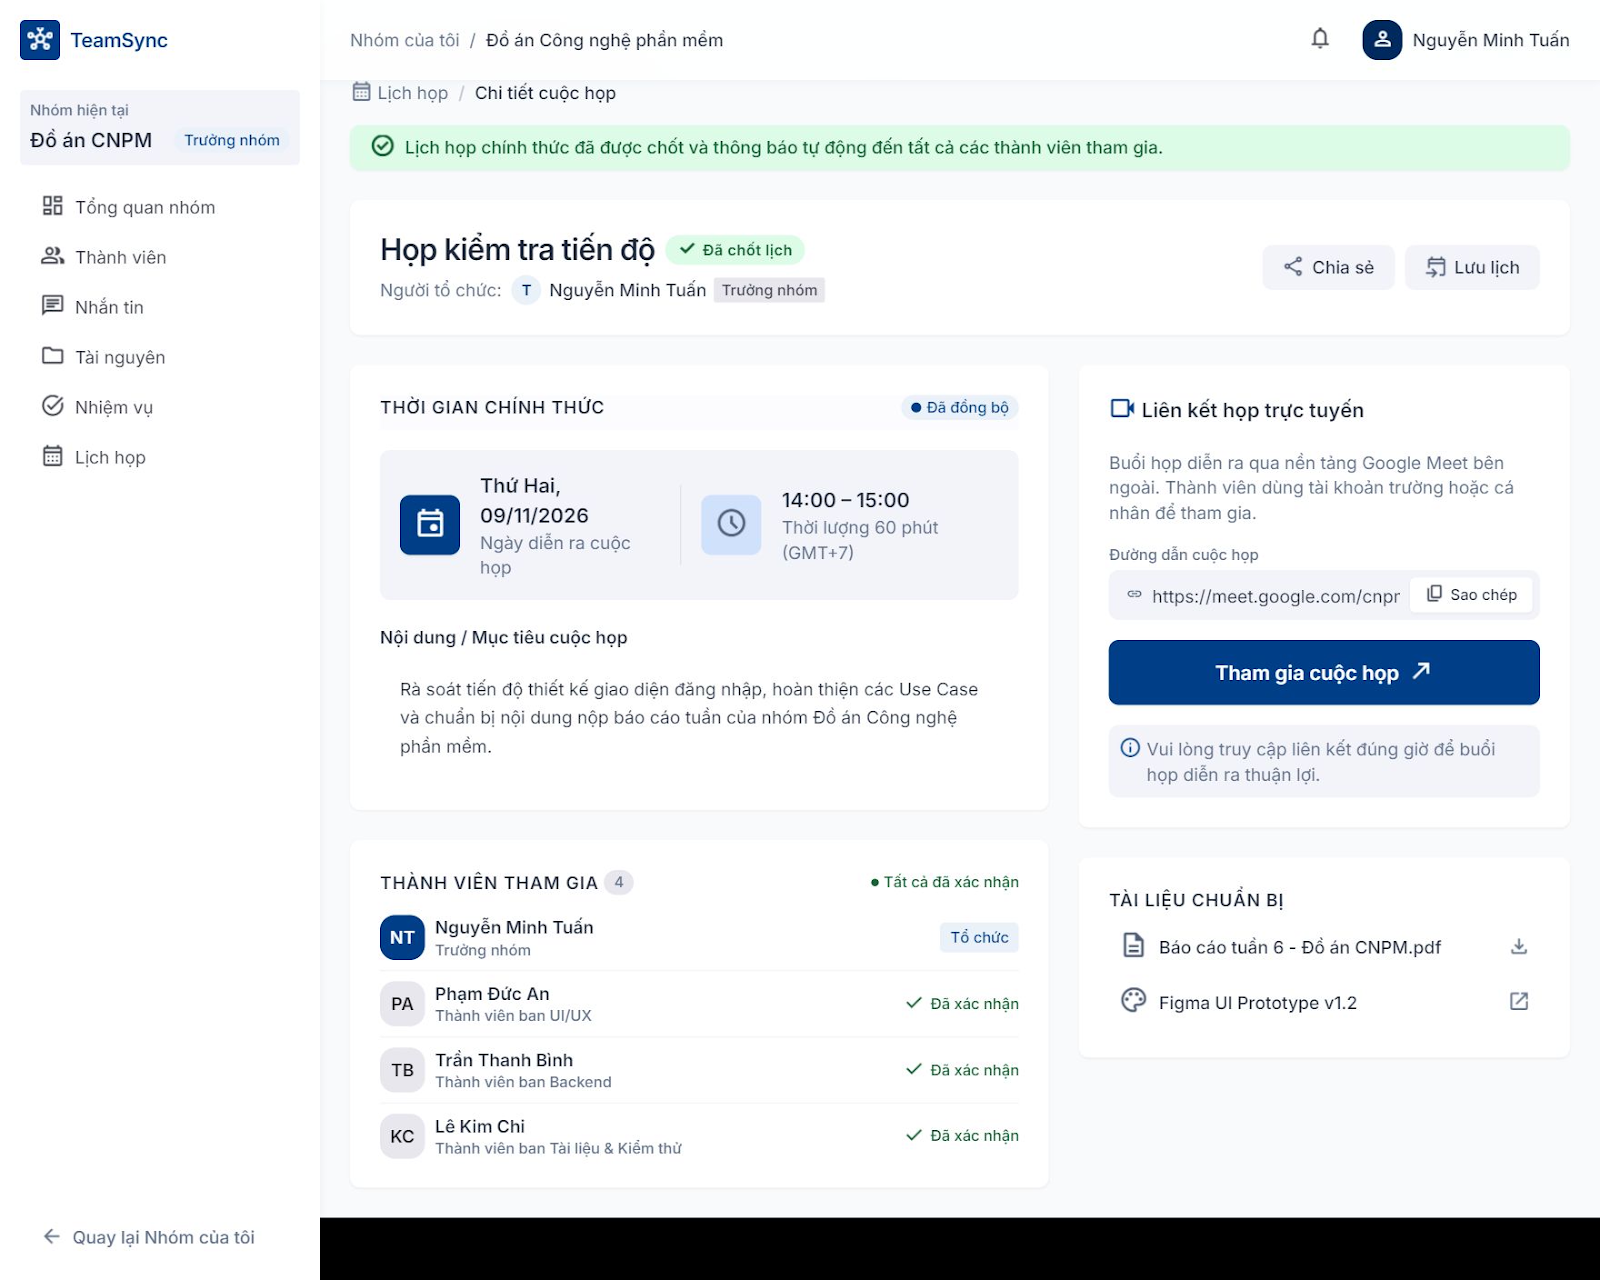 TeamSync
Nhóm hiện tại
Đồ án CNPM Trưởng nhóm
Tổng quan nhóm
Thành viên
Nhắn tin
Tài nguyên
Nhiệm vụ
Lịch họp
Quay lại Nhóm của tôi
Nhóm của tôi / Đồ án Công nghệ phần mềm
Nguyễn Minh Tuấn
Lịch họp / Chi tiết cuộc họp
Lịch họp chính thức đã được chốt và thông báo tự động đến tất cả các thành viên tham gia.
Họp kiểm tra tiến độ Đã chốt lịch
Người tổ chức: T Nguyễn Minh Tuấn Trưởng nhóm
Chia sẻ
Lưu lịch
THỜI GIAN CHÍNH THỨC
Đã đồng bộ
Thứ Hai,
09/11/2026
Ngày diễn ra cuộc
họp
14:00 – 15:00
Thời lượng 60 phút
(GMT+7)
Nội dung / Mục tiêu cuộc họp
Rà soát tiến độ thiết kế giao diện đăng nhập, hoàn thiện các Use Case
và chuẩn bị nội dung nộp báo cáo tuần của nhóm Đồ án Công nghệ
phần mềm.
THÀNH VIÊN THAM GIA 4
Tất cả đã xác nhận
NT
Nguyễn Minh Tuấn
Trưởng nhóm
Tổ chức
PA
Phạm Đức An
Thành viên ban UI/UX
Đã xác nhận
TB
Trần Thanh Bình
Thành viên ban Backend
Đã xác nhận
KC
Lê Kim Chi
Thành viên ban Tài liệu & Kiểm thử
Đã xác nhận
Liên kết họp trực tuyến
Buổi họp diễn ra qua nền tảng Google Meet bên
ngoài. Thành viên dùng tài khoản trường hoặc cá
nhân để tham gia.
Đường dẫn cuộc họp
https://meet.google.com/cnpr
Sao chép
Tham gia cuộc họp
Vui lòng truy cập liên kết đúng giờ để buổi
họp diễn ra thuận lợi.
TÀI LIỆU CHUẨN BỊ
Báo cáo tuần 6 - Đồ án CNPM.pdf
Figma UI Prototype v1.2